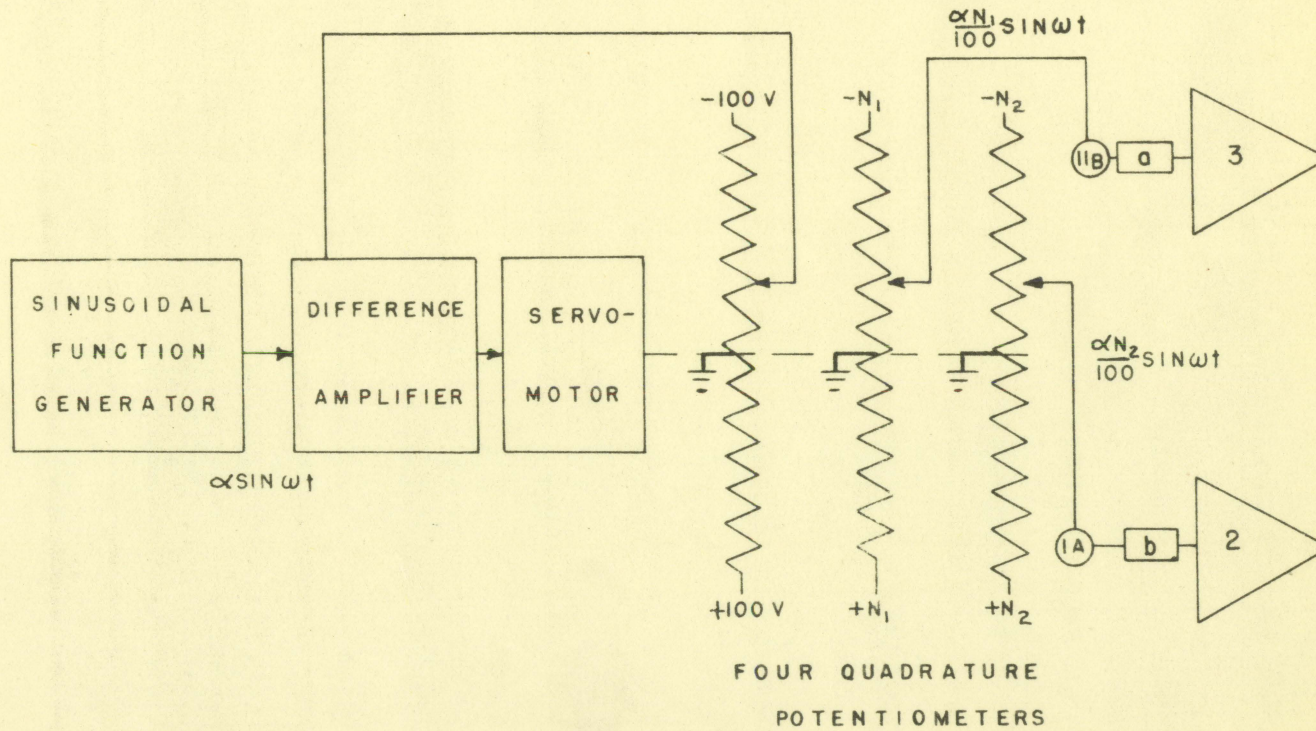 αN₁/100 SIN ωt
-100 V
-N₁
-N₂
11B
a
3
SINUSOIDAL
FUNCTION
GENERATOR
DIFFERENCE
AMPLIFIER
SERVO-
MOTOR
αN₂/100 SIN ωt
α SIN ωt
1A
b
2
+100 V
+N₁
+N₂
FOUR QUADRATURE
POTENTIOMETERS